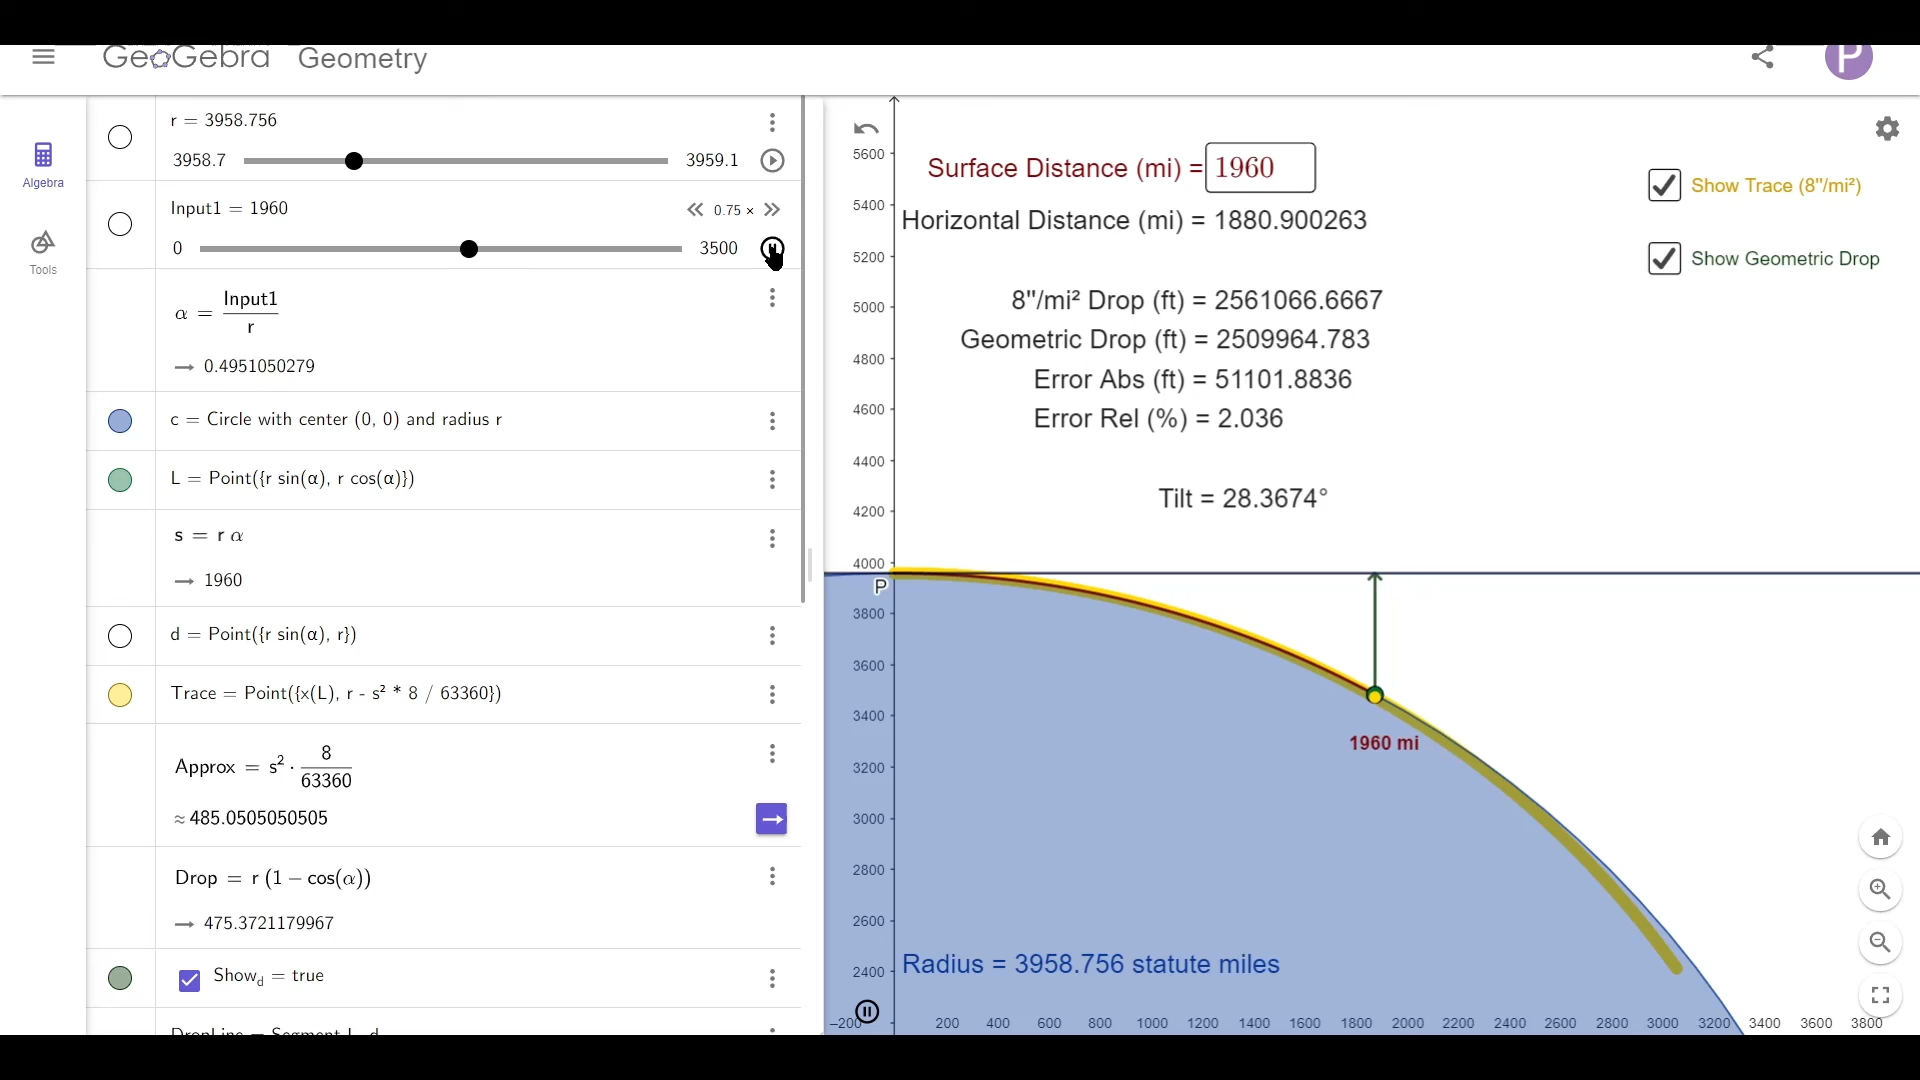 GeoGebra Geometry
P
Algebra
Tools
r = 3958.756
3958.7 3959.1
Input1 = 1960
0.75 ×
0 3500
α = Input1 / r
→ 0.4951050279
c = Circle with center (0, 0) and radius r
L = Point({r sin(α), r cos(α)})
s = r α
→ 1960
d = Point({r sin(α), r})
Trace = Point({x(L), r - s² * 8 / 63360})
Approx = s² · 8 / 63360
≈ 485.0505050505
Drop = r (1 − cos(α))
→ 475.3721179967
Show_d = true
DropLine = Segment L, d
Surface Distance (mi) = 1960
Horizontal Distance (mi) = 1880.900263
8"/mi² Drop (ft) = 2561066.6667
Geometric Drop (ft) = 2509964.783
Error Abs (ft) = 51101.8836
Error Rel (%) = 2.036
Tilt = 28.3674°
Show Trace (8"/mi²)
Show Geometric Drop
5600
5400
5200
5000
4800
4600
4400
4200
4000
P
3800
3600
3400
1960 mi
3200
3000
2800
2600
2400
Radius = 3958.756 statute miles
−200 200 400 600 800 1000 1200 1400 1600 1800 2000 2200 2400 2600 2800 3000 3200 3400 3600 3800